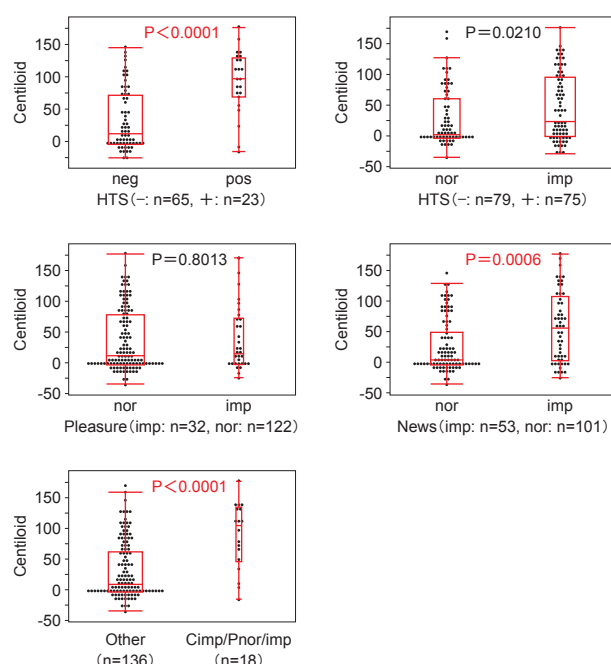 P<0.0001
150
100
50
0
Centiloid
neg pos
HTS(−: n=65, +: n=23)
P=0.0210
150
100
50
0
-50
Centiloid
nor imp
HTS(−: n=79, +: n=75)
P=0.8013
150
100
50
0
-50
Centiloid
nor imp
Pleasure(imp: n=32, nor: n=122)
P=0.0006
150
100
50
0
-50
Centiloid
nor imp
News(imp: n=53, nor: n=101)
P<0.0001
150
100
50
0
-50
Centiloid
Other Cimp/Pnor/imp
(n=136) (n=18)